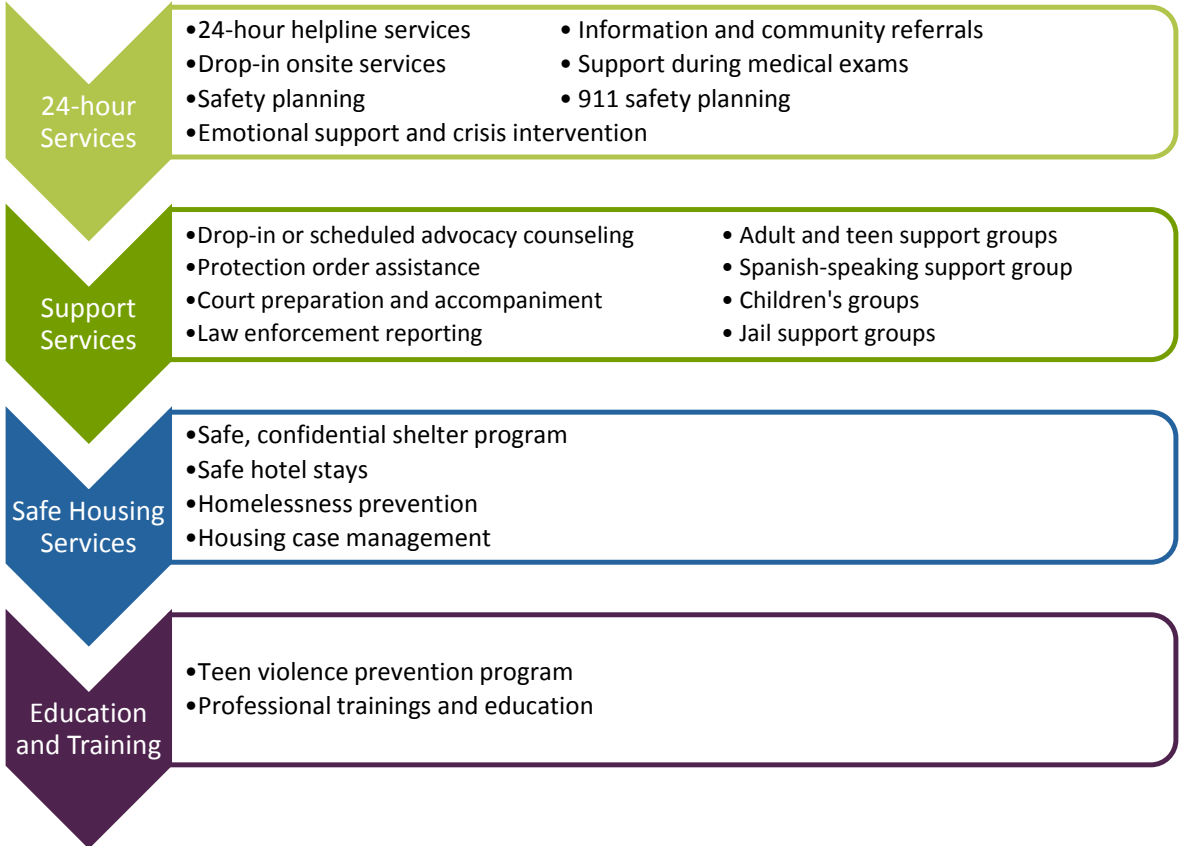 24-hour
Services
•24-hour helpline services • Information and community referrals
•Drop-in onsite services • Support during medical exams
•Safety planning • 911 safety planning
•Emotional support and crisis intervention
Support
Services
•Drop-in or scheduled advocacy counseling • Adult and teen support groups
•Protection order assistance • Spanish-speaking support group
•Court preparation and accompaniment • Children's groups
•Law enforcement reporting • Jail support groups
Safe Housing
Services
•Safe, confidential shelter program
•Safe hotel stays
•Homelessness prevention
•Housing case management
Education
and Training
•Teen violence prevention program
•Professional trainings and education